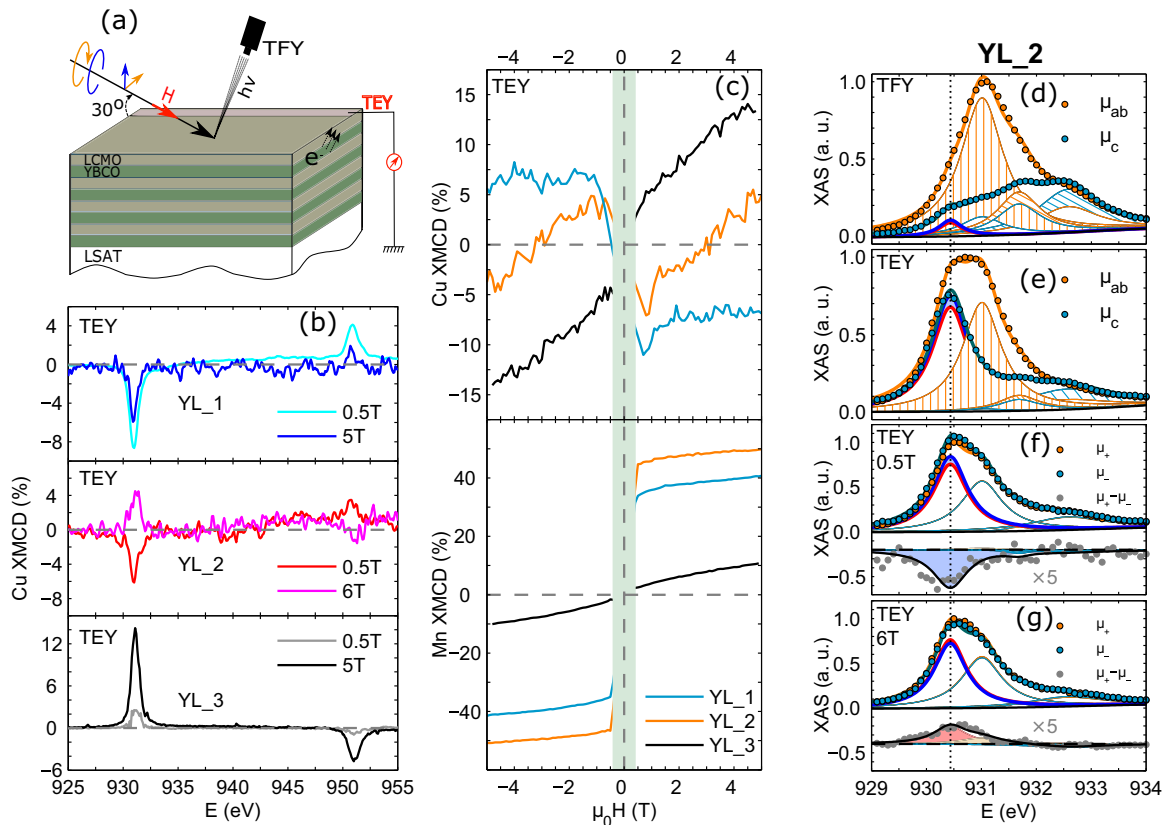 (a)
TFY
hν
H
30°
TEY
e⁻
LCMO
YBCO
LSAT
TEY
(b)
4
0
−4
−8
YL_1
0.5T
5T
TEY
8
4
0
−4
−8
YL_2
0.5T
6T
TEY
12
6
0
−6
YL_3
0.5T
5T
Cu XMCD (%)
925 930 935 940 945 950 955
E (eV)
−4 −2 0 2 4
TEY
(c)
15
10
5
0
−5
−10
−15
Cu XMCD (%)
40
20
0
−20
−40
Mn XMCD (%)
YL_1
YL_2
YL_3
−4 −2 0 2 4
μ₀H (T)
YL_2
TFY
(d)
μab
μc
1.0
0.5
0.0
XAS (a. u.)
TEY
(e)
μab
μc
1.0
0.5
0.0
XAS (a. u.)
TEY
0.5T
(f)
μ₊
μ₋
μ₊−μ₋
×5
1.0
0.5
0.0
−0.5
XAS (a. u.)
TEY
6T
(g)
μ₊
μ₋
μ₊−μ₋
×5
1.0
0.5
0.0
−0.5
XAS (a.u.)
929 930 931 932 933 934
E (eV)